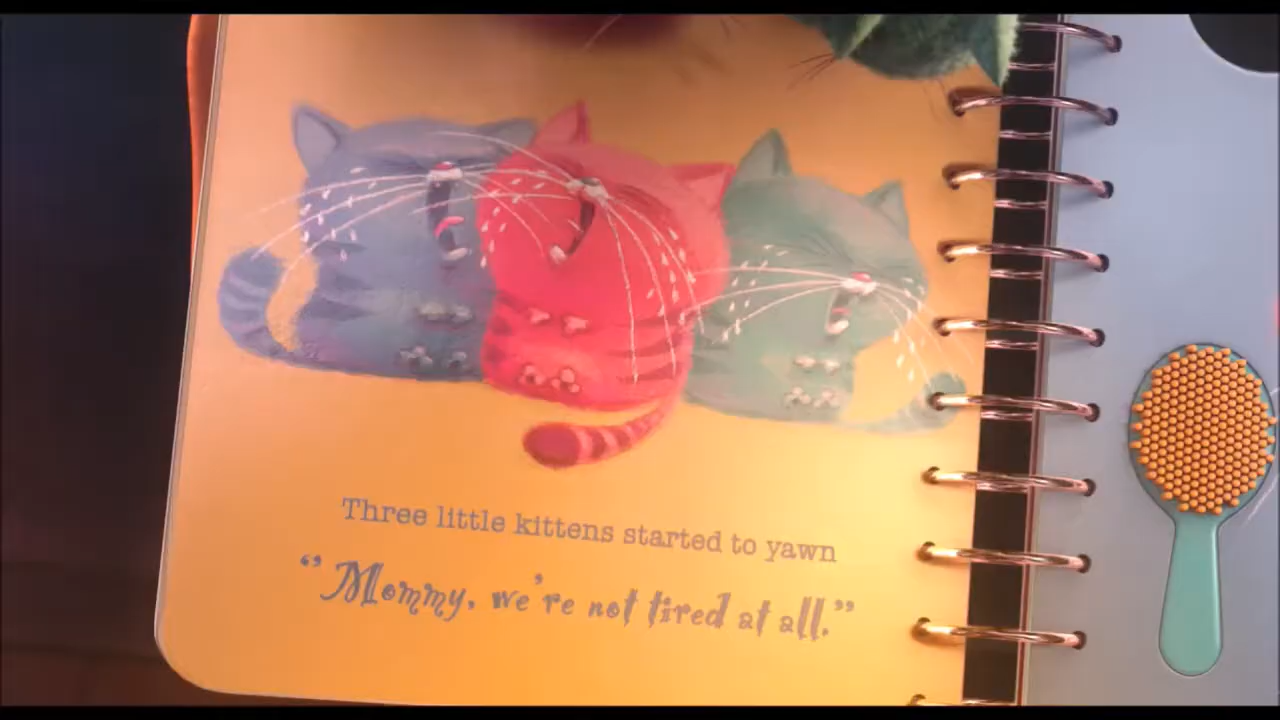 Three little kittens started to yawn
“Mommy, we're not tired at all.”